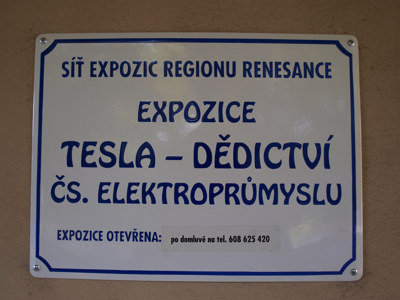 SÍŤ EXPOZIC REGIONU RENESANCE
EXPOZICE
TESLA – DĚDICTVÍ
ČS. ELEKTROPRŮMYSLU
EXPOZICE OTEVŘENA: po domluvě na tel. 608 625 420